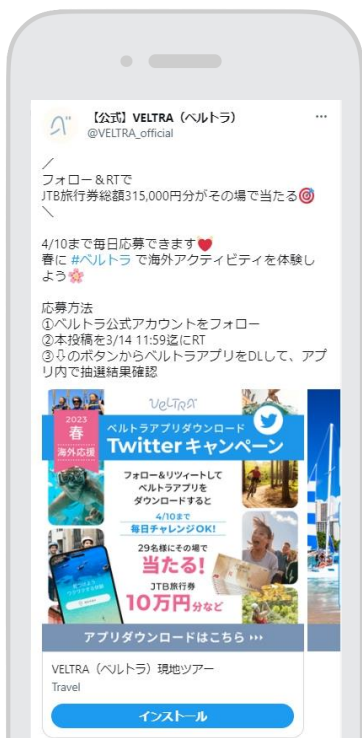 【公式】VELTRA（ベルトラ）
@VELTRA_official
／
フォロー＆RTで
JTB旅行券総額315,000円分がその場で当たる🎯
＼
4/10まで毎日応募できます💓
春に #ベルトラ で海外アクティビティを体験し
よう🌸
応募方法
①ベルトラ公式アカウントをフォロー
②本投稿を3/14 11:59迄にRT
③⇩のボタンからベルトラアプリをDLして、アプ
リ内で抽選結果確認
VELTRA
2023
春
海外応援
ベルトラアプリダウンロード
Twitterキャンペーン
フォロー&リツイートして
ベルトラアプリを
ダウンロードすると
4/10まで
毎日チャレンジOK!
29名様にその場で
当たる!
JTB旅行券
10万円分など
アプリダウンロードはこちら ›››
VELTRA（ベルトラ）現地ツアー
Travel
インストール